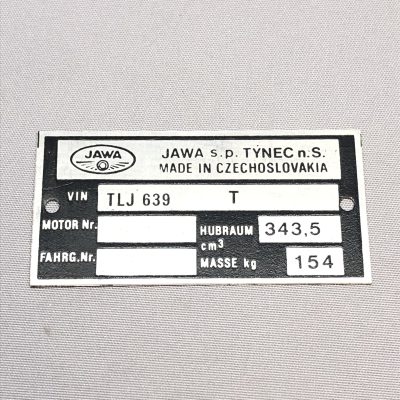 JAWA
JAWA s.p. TÝNEC n.S.
MADE IN CZECHOSLOVAKIA
VIN TLJ 639 T
MOTOR Nr. HUBRAUM cm³ 343,5
FAHRG.Nr. MASSE kg 154